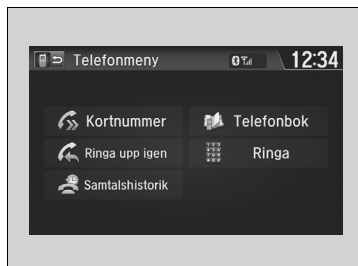 Telefonmeny
12:34
Kortnummer
Telefonbok
Ringa upp igen
Ringa
Samtalshistorik